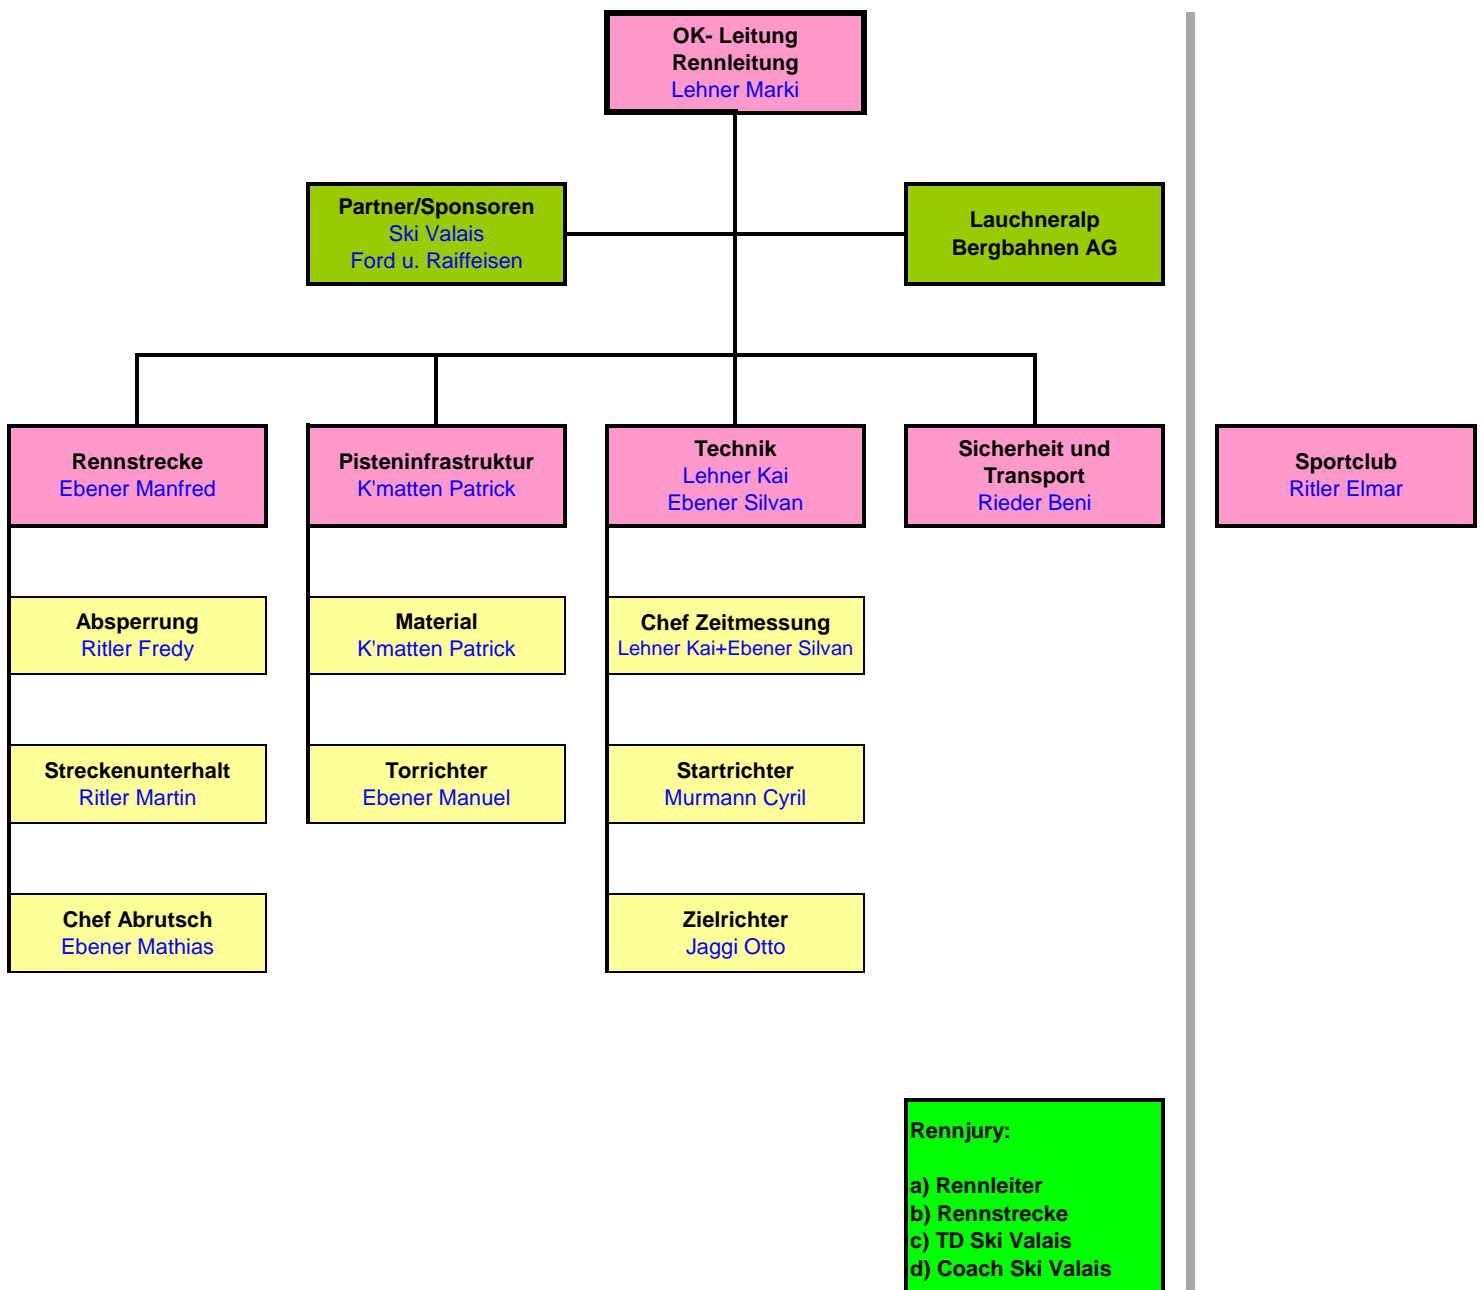 OK- Leitung
Rennleitung
Lehner Marki
Partner/Sponsoren
Ski Valais
Ford u. Raiffeisen
Lauchneralp
Bergbahnen AG
Rennstrecke
Ebener Manfred
Pisteninfrastruktur
K'matten Patrick
Technik
Lehner Kai
Ebener Silvan
Sicherheit und
Transport
Rieder Beni
Sportclub
Ritler Elmar
Absperrung
Ritler Fredy
Material
K'matten Patrick
Chef Zeitmessung
Lehner Kai+Ebener Silvan
Streckenunterhalt
Ritler Martin
Torrichter
Ebener Manuel
Startrichter
Murmann Cyril
Chef Abrutsch
Ebener Mathias
Zielrichter
Jaggi Otto
Rennjury:
a) Rennleiter
b) Rennstrecke
c) TD Ski Valais
d) Coach Ski Valais